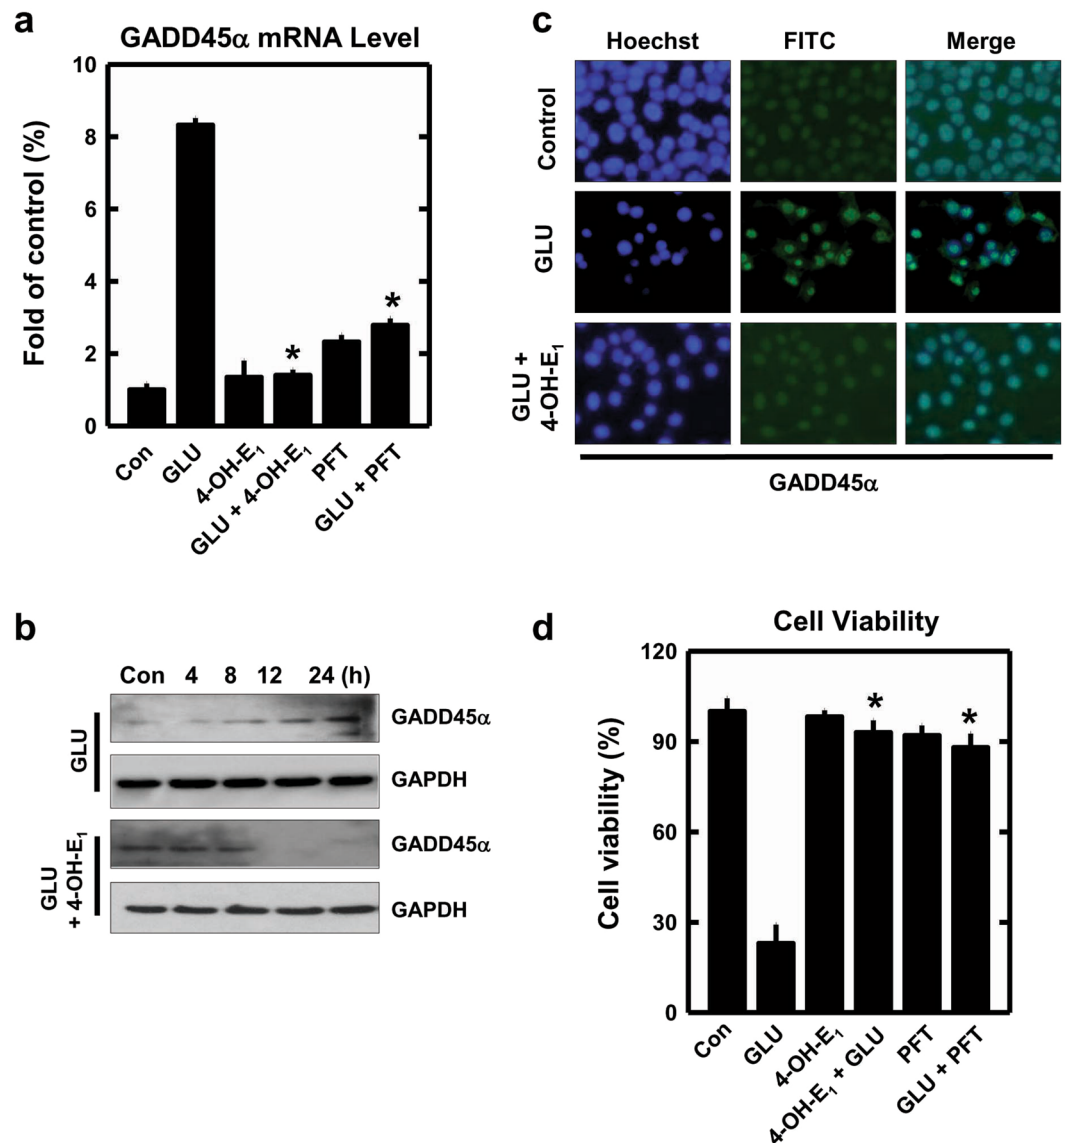 a
GADD45α mRNA Level
Fold of control (%)
10
8
6
4
2
0
Con
GLU
4-OH-E₁
GLU + 4-OH-E₁
PFT
GLU + PFT
*
*
b
Con 4 8 12 24 (h)
GLU
GADD45α
GAPDH
GLU
+ 4-OH-E₁
GADD45α
GAPDH
c
Hoechst FITC Merge
Control
GLU
GLU +
4-OH-E₁
GADD45α
d
Cell Viability
Cell viability (%)
120
90
60
30
0
Con
GLU
4-OH-E₁
4-OH-E₁ + GLU
PFT
GLU + PFT
*
*